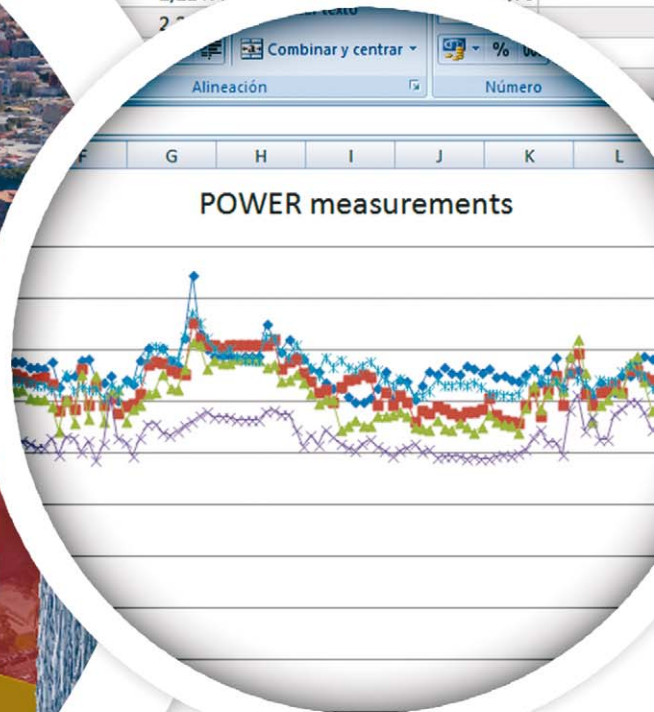 Combinar y centrar
%
Alineación
Número
F G H I J K L
POWER measurements